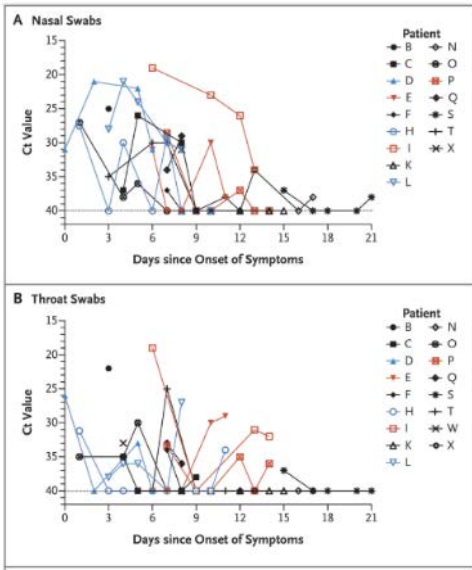 A Nasal Swabs
Patient
B N
C O
D P
E Q
F S
H T
I X
K
L
15
20
25
30
35
40
Ct Value
0 3 6 9 12 15 18 21
Days since Onset of Symptoms
B Throat Swabs
Patient
B N
C O
D P
E Q
F S
H T
I W
K X
L
15
20
25
30
35
40
Ct Value
0 3 6 9 12 15 18 21
Days since Onset of Symptoms